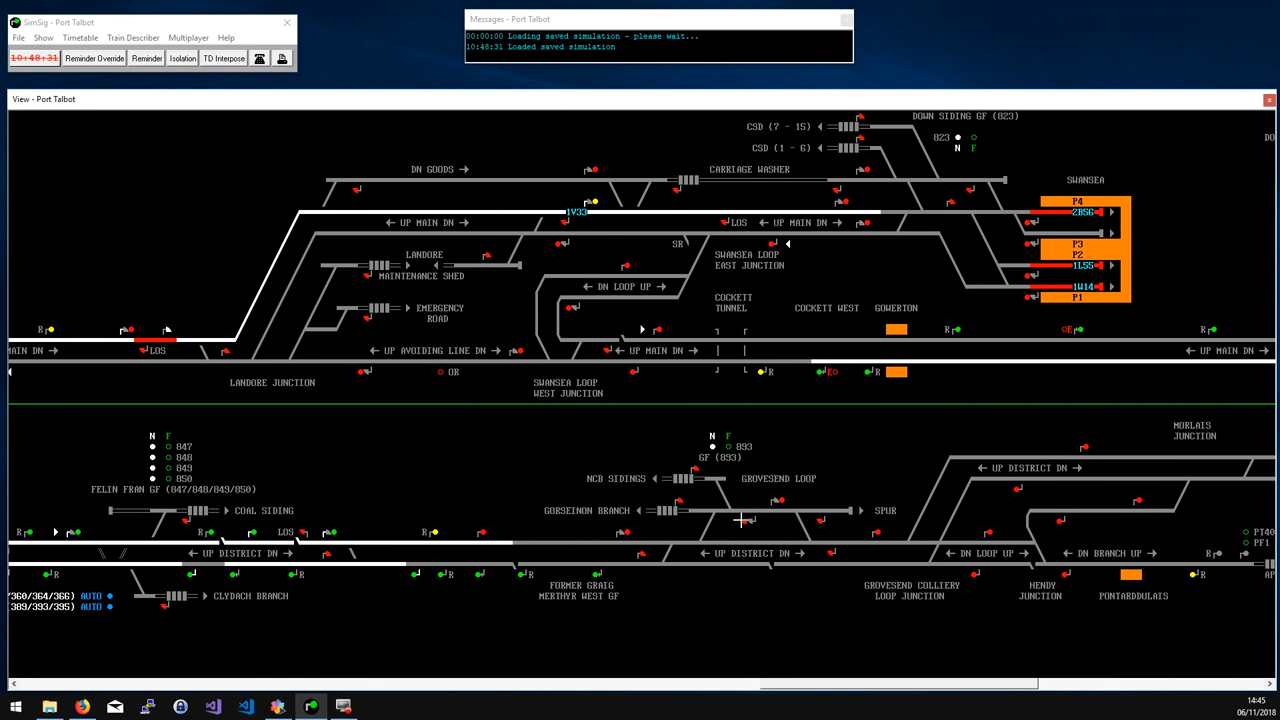 SimSig - Port Talbot
File Show Timetable Train Describer Multiplayer Help
10:48:31 Reminder Override Reminder Isolation TD Interpose
Messages - Port Talbot
00:00:00 Loading saved simulation - please wait...
10:48:31 Loaded saved simulation
View - Port Talbot
DOWN SIDING GF (823)
CSD (7 - 15)
823
DO
CSD (1 - 6)
N F
DN GOODS →
CARRIAGE WASHER
SWANSEA
P4
1V33
2B56
← UP MAIN DN →
LOS
← UP MAIN DN →
P3
SR
LANDORE
MAINTENANCE SHED
SWANSEA LOOP
EAST JUNCTION
P2
1L55
← DN LOOP UP →
1W14
P1
COCKETT
TUNNEL
COCKETT WEST
GOWERTON
EMERGENCY
ROAD
R
R
E
R
MAIN DN →
LOS
← UP AVOIDING LINE DN →
← UP MAIN DN →
← UP MAIN DN
OR
R
E
R
LANDORE JUNCTION
SWANSEA LOOP
WEST JUNCTION
MORLAIS
JUNCTION
N F
847
848
849
850
FELIN FRAN GF (847/848/849/850)
N F
893
GF (893)
← UP DISTRICT DN →
NCB SIDINGS
GROVESEND LOOP
COAL SIDING
GORSEINON BRANCH
SPUR
R
R
LOS
R
PT40
PF1
← UP DISTRICT DN →
← UP DISTRICT DN →
← DN LOOP UP →
← DN BRANCH UP →
R
R
R
R
R
R
FORMER GRAIG
MERTHYR WEST GF
GROVESEND COLLIERY
LOOP JUNCTION
HENDY
JUNCTION
PONTARDDULAIS
/360/364/366) AUTO
CLYDACH BRANCH
389/393/395) AUTO
14:45
06/11/2018